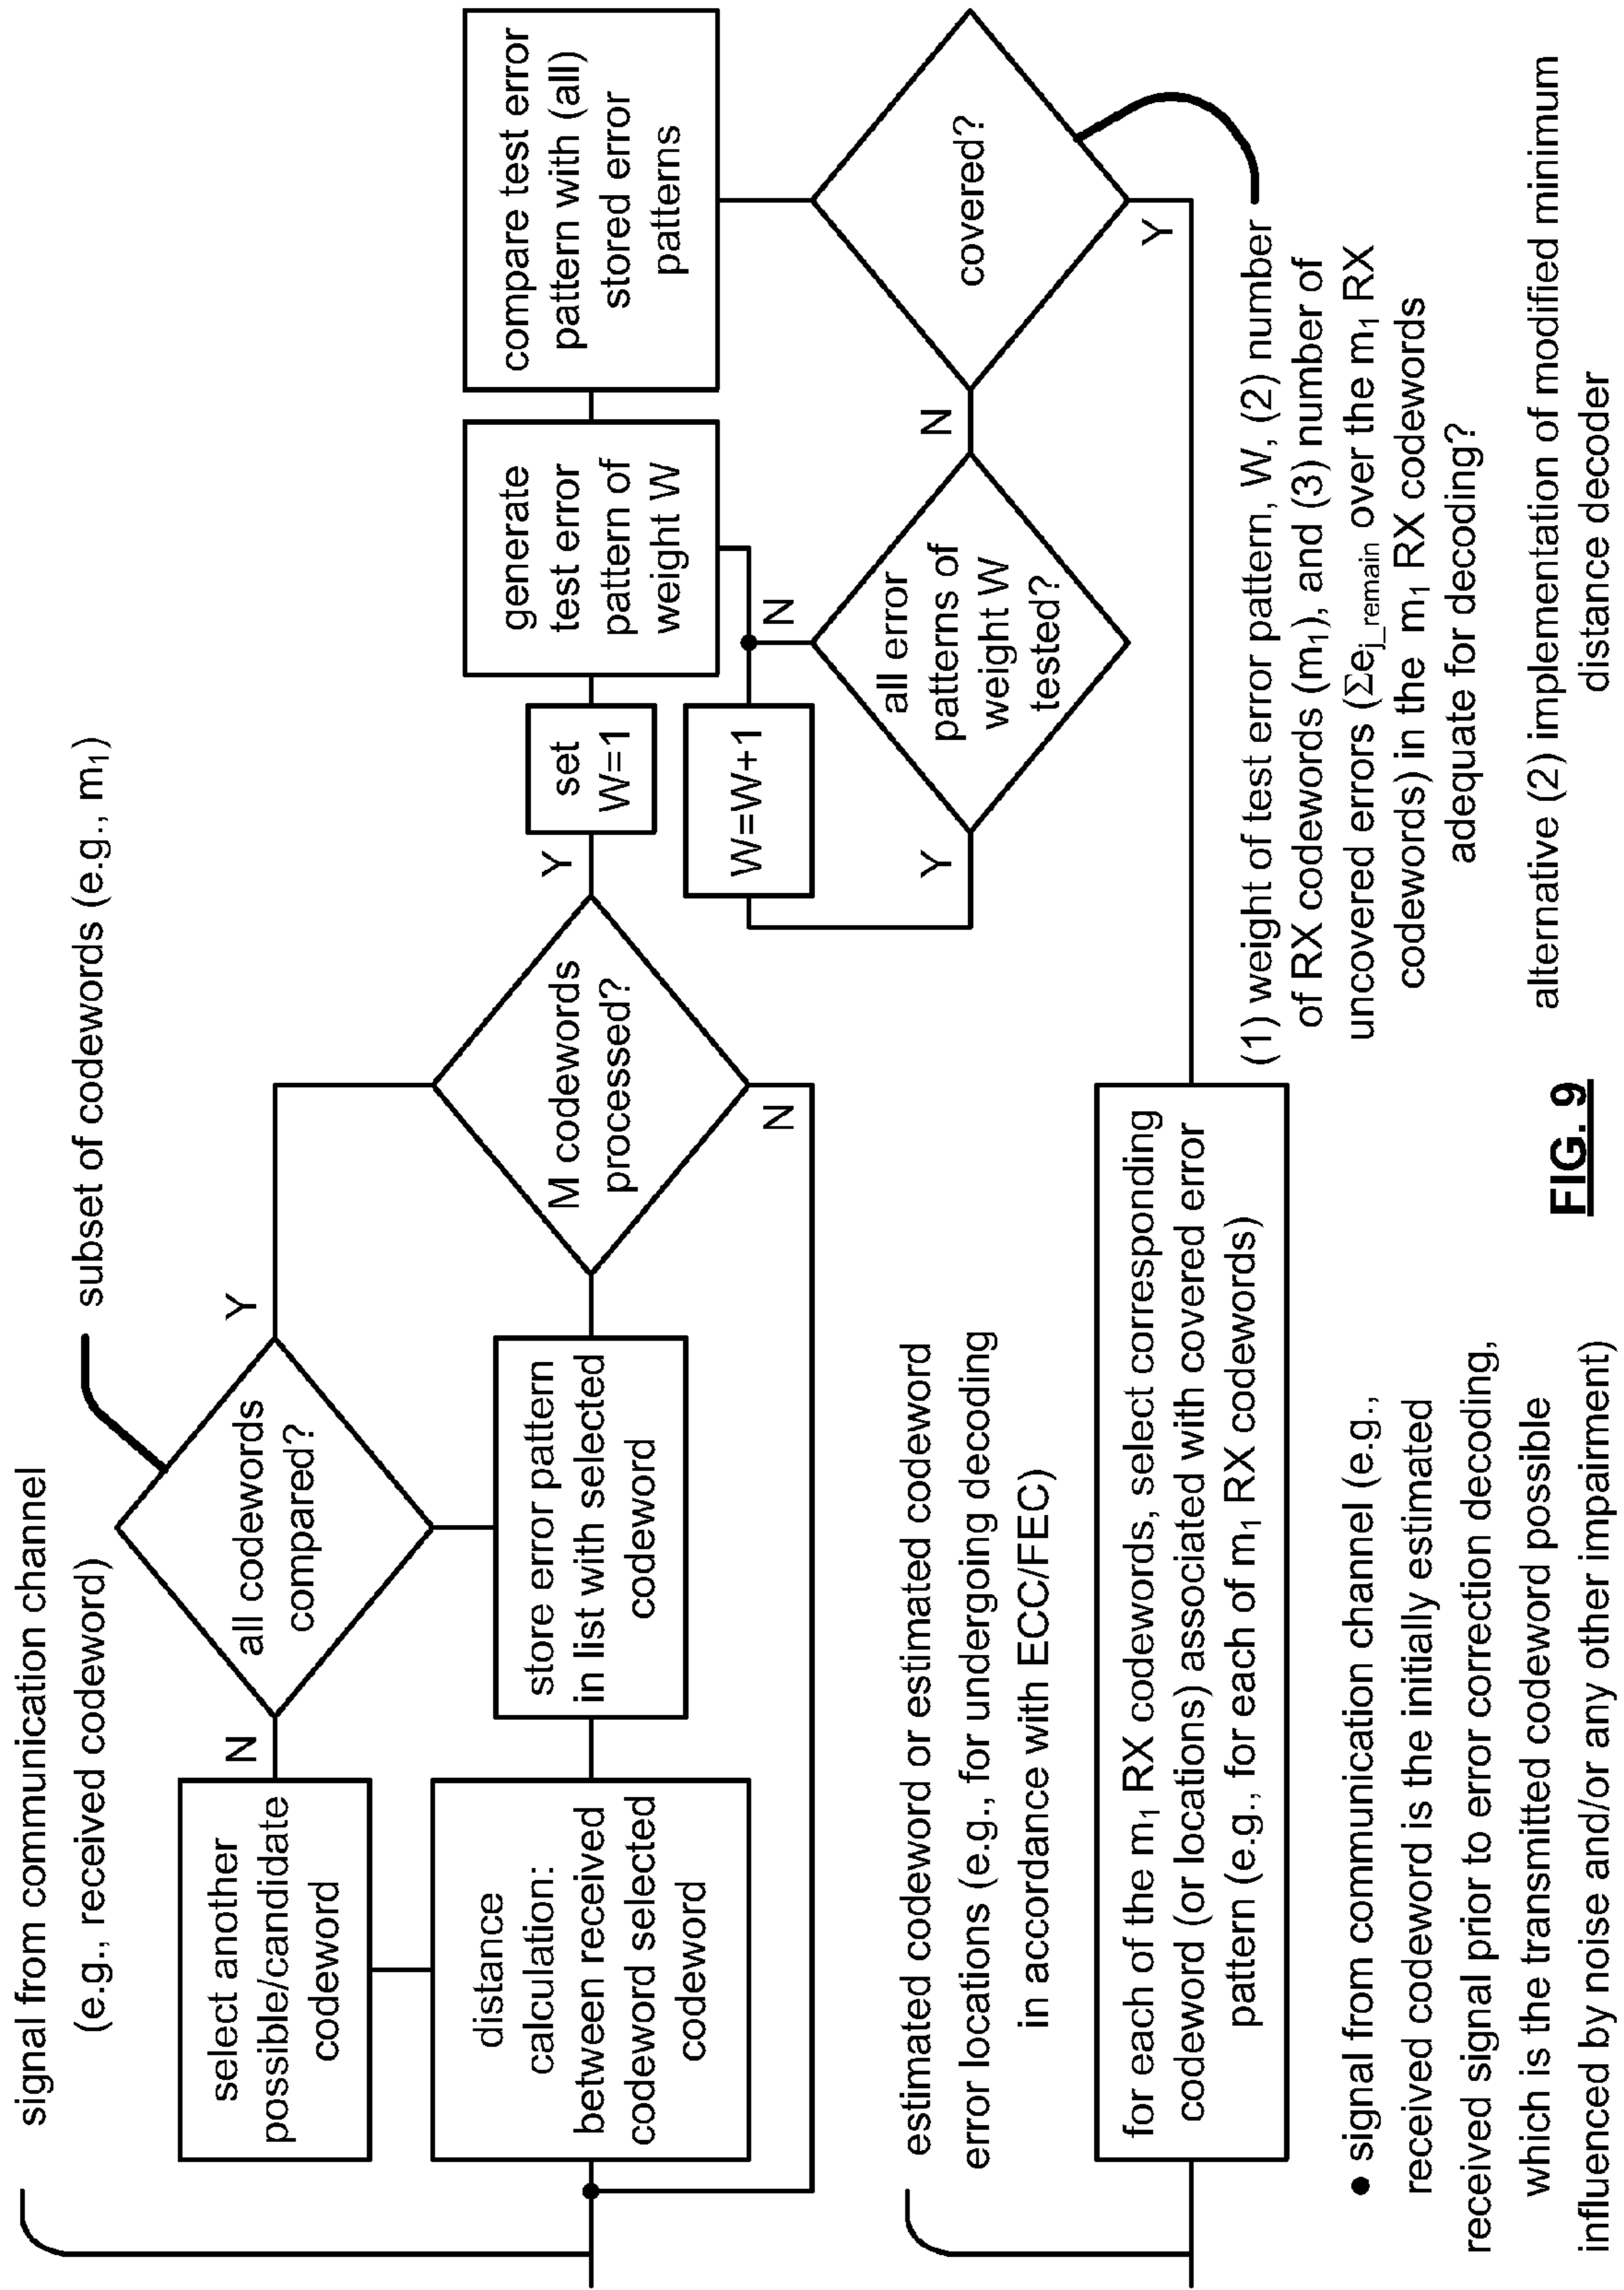 signal from communication channel
(e.g., received codeword)
subset of codewords (e.g., m₁)
select another
possible/candidate
codeword
N
all codewords
compared?
Y
distance
calculation:
between received
codeword selected
codeword
store error pattern
in list with selected
codeword
M codewords
processed?
Y
N
set
W=1
generate
test error
pattern of
weight W
compare test error
pattern with (all)
stored error
patterns
W=W+1
Y
all error
patterns of
weight W
tested?
N
N
covered?
Y
estimated codeword or estimated codeword
error locations (e.g., for undergoing decoding
in accordance with ECC/FEC)
for each of the m₁ RX codewords, select corresponding
codeword (or locations) associated with covered error
pattern (e.g., for each of m₁ RX codewords)
(1) weight of test error pattern, W, (2) number
of RX codewords (m₁), and (3) number of
uncovered errors (Σej_remain over the m₁ RX
codewords) in the m₁ RX codewords
adequate for decoding?
● signal from communication channel (e.g.,
received codeword is the initially estimated
received signal prior to error correction decoding,
which is the transmitted codeword possible
influenced by noise and/or any other impairment)
FIG. 9
alternative (2) implementation of modified minimum
distance decoder